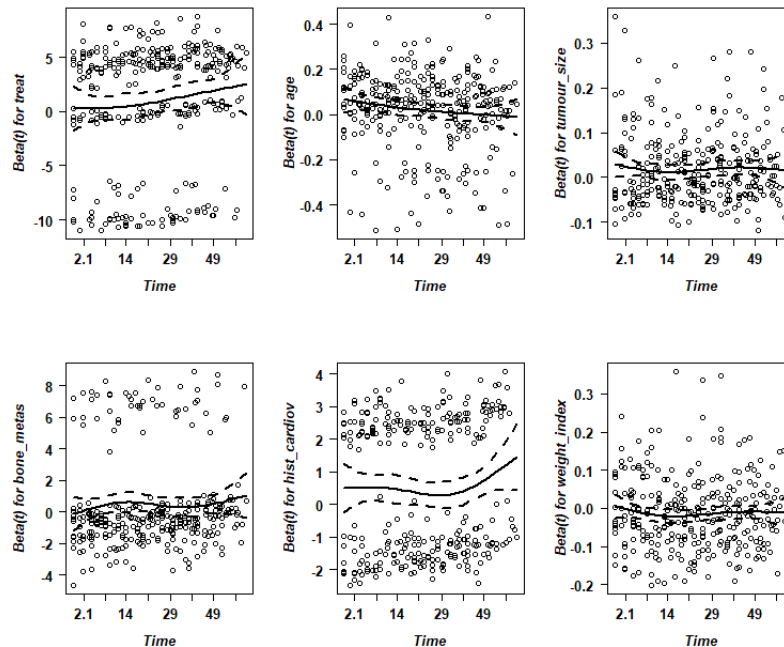 Beta(t) for treat
5
0
-5
-10
2.1 14 29 49
Time
Beta(t) for age
0.4
0.2
0.0
-0.2
-0.4
2.1 14 29 49
Time
Beta(t) for tumour_size
0.3
0.2
0.1
0.0
-0.1
2.1 14 29 49
Time
Beta(t) for bone_metas
8
6
4
2
0
-2
-4
2.1 14 29 49
Time
Beta(t) for hist_cardiov
4
3
2
1
0
-1
-2
2.1 14 29 49
Time
Beta(t) for weight_index
0.3
0.2
0.1
0.0
-0.1
-0.2
2.1 14 29 49
Time